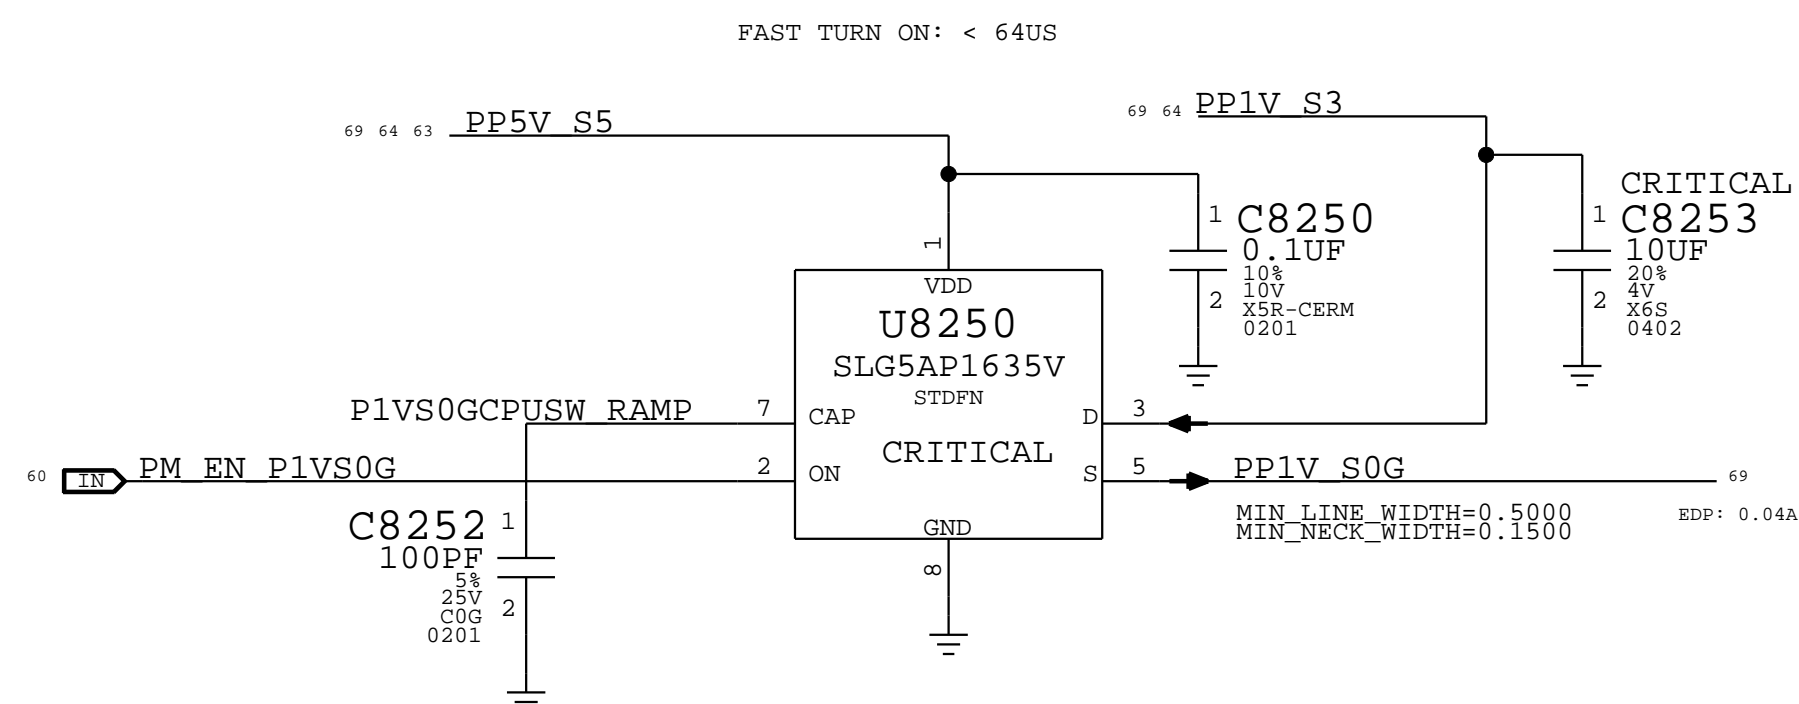 FAST TURN ON: < 64US
69 64 63 PP5V_S5
69 64 PP1V_S3
1
VDD
U8250
SLG5AP1635V
STDFN
CRITICAL
7 CAP
2 ON
D 3
S 5
GND
8
1 C8250
0.1UF
10%
10V
2 X5R-CERM
0201
CRITICAL
1 C8253
10UF
20%
4V
2 X6S
0402
P1VS0GCPUSW_RAMP
60 IN PM_EN_P1VS0G
C8252 1
100PF
5%
25V
C0G 2
0201
PP1V_S0G 69
MIN_LINE_WIDTH=0.5000
MIN_NECK_WIDTH=0.1500
EDP: 0.04A